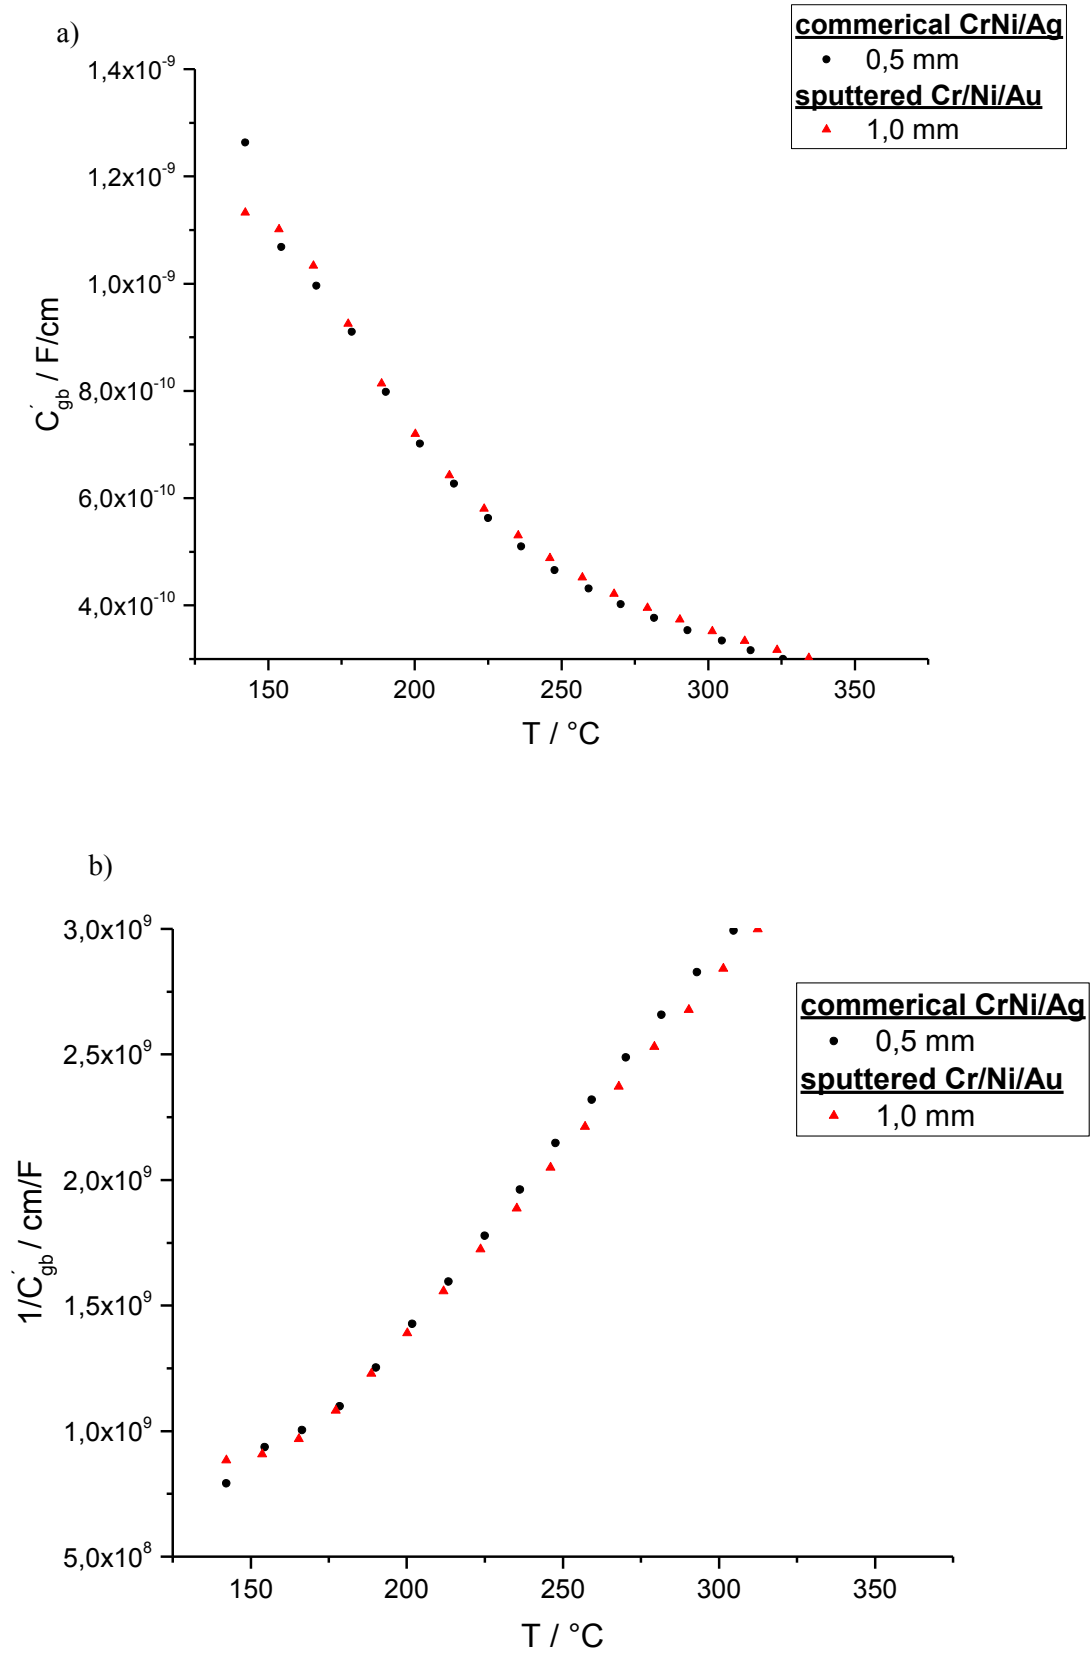 a)
commerical CrNi/Ag
0,5 mm
sputtered Cr/Ni/Au
1,0 mm
1,4x10⁻⁹
1,2x10⁻⁹
1,0x10⁻⁹
8,0x10⁻¹⁰
6,0x10⁻¹⁰
4,0x10⁻¹⁰
C´gb / F/cm
150 200 250 300 350
T / °C
b)
3,0x10⁹
2,5x10⁹
2,0x10⁹
1,5x10⁹
1,0x10⁹
5,0x10⁸
1/C´gb / cm/F
commerical CrNi/Ag
0,5 mm
sputtered Cr/Ni/Au
1,0 mm
150 200 250 300 350
T / °C